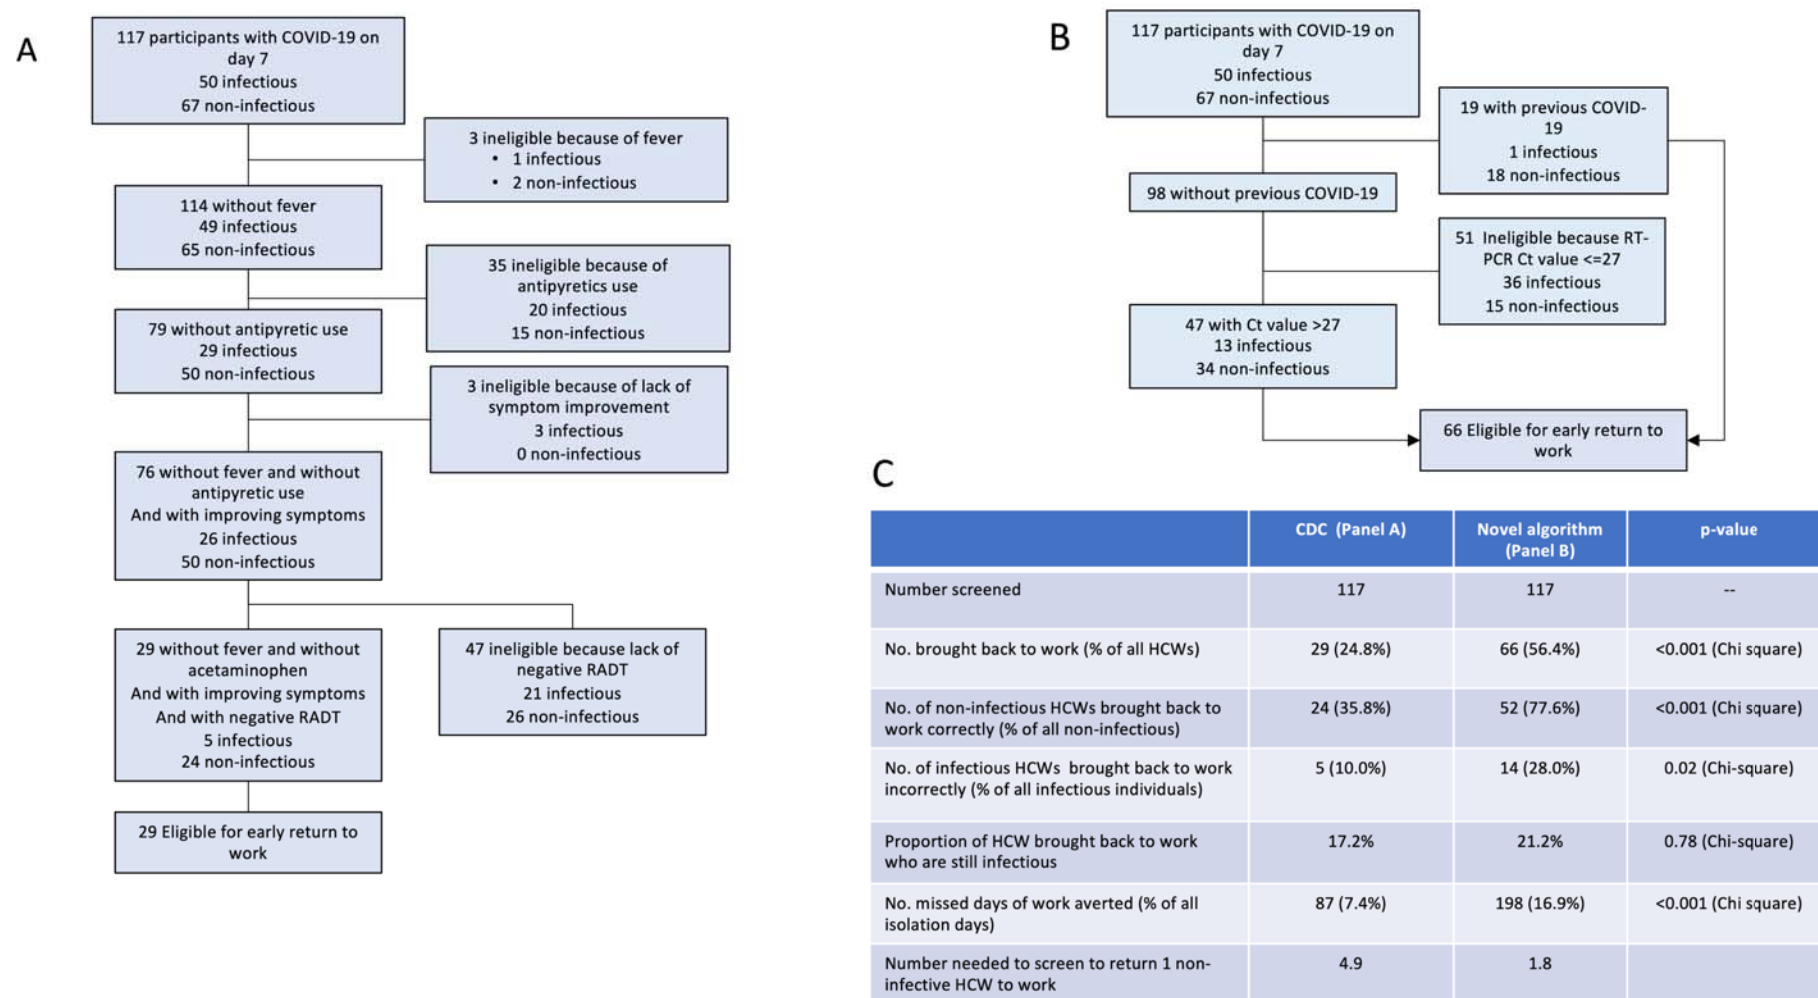 A
117 participants with COVID-19 on
day 7
50 infectious
67 non-infectious
3 ineligible because of fever
• 1 infectious
• 2 non-infectious
114 without fever
49 infectious
65 non-infectious
35 ineligible because of
antipyretics use
20 infectious
15 non-infectious
79 without antipyretic use
29 infectious
50 non-infectious
3 ineligible because of lack of
symptom improvement
3 infectious
0 non-infectious
76 without fever and without
antipyretic use
And with improving symptoms
26 infectious
50 non-infectious
29 without fever and without
acetaminophen
And with improving symptoms
And with negative RADT
5 infectious
24 non-infectious
47 ineligible because lack of
negative RADT
21 infectious
26 non-infectious
29 Eligible for early return to
work
B
117 participants with COVID-19 on
day 7
50 infectious
67 non-infectious
19 with previous COVID-
19
1 infectious
18 non-infectious
98 without previous COVID-19
51 Ineligible because RT-
PCR Ct value <=27
36 infectious
15 non-infectious
47 with Ct value >27
13 infectious
34 non-infectious
66 Eligible for early return to
work
C
CDC (Panel A)
Novel algorithm
(Panel B)
p-value
Number screened
117
117
--
No. brought back to work (% of all HCWs)
29 (24.8%)
66 (56.4%)
<0.001 (Chi square)
No. of non-infectious HCWs brought back to
work correctly (% of all non-infectious)
24 (35.8%)
52 (77.6%)
<0.001 (Chi square)
No. of infectious HCWs brought back to work
incorrectly (% of all infectious individuals)
5 (10.0%)
14 (28.0%)
0.02 (Chi-square)
Proportion of HCW brought back to work
who are still infectious
17.2%
21.2%
0.78 (Chi-square)
No. missed days of work averted (% of all
isolation days)
87 (7.4%)
198 (16.9%)
<0.001 (Chi square)
Number needed to screen to return 1 non-
infective HCW to work
4.9
1.8